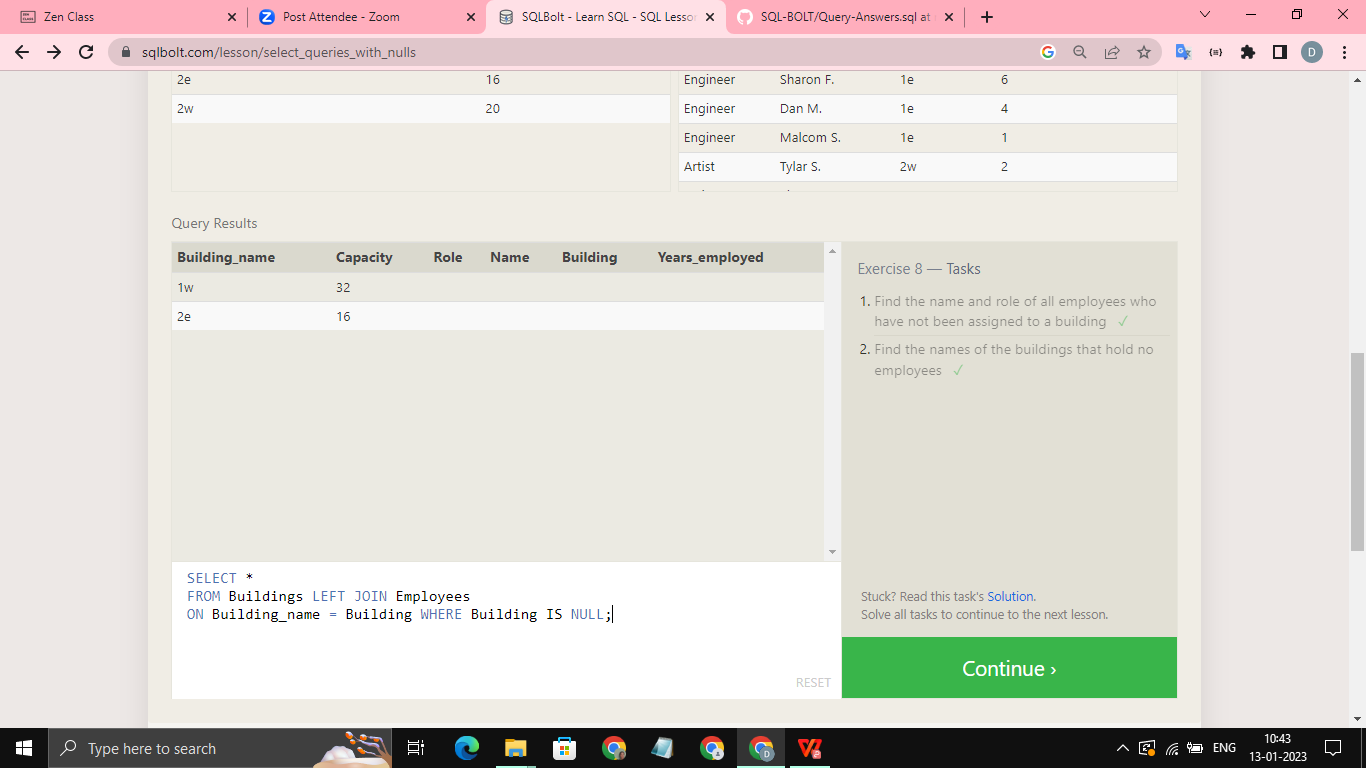 Zen Class
Post Attendee - Zoom
SQLBolt - Learn SQL - SQL Lesso
SQL-BOLT/Query-Answers.sql at
sqlbolt.com/lesson/select_queries_with_nulls
D
2e 16
2w 20
Engineer Sharon F. 1e 6
Engineer Dan M. 1e 4
Engineer Malcom S. 1e 1
Artist Tylar S. 2w 2
Query Results
Building_name Capacity Role Name Building Years_employed
1w 32
2e 16
Exercise 8 — Tasks
1. Find the name and role of all employees who
have not been assigned to a building ✓
2. Find the names of the buildings that hold no
employees ✓
SELECT *
FROM Buildings LEFT JOIN Employees
ON Building_name = Building WHERE Building IS NULL;
RESET
Stuck? Read this task's Solution.
Solve all tasks to continue to the next lesson.
Continue ›
Type here to search
ENG
10:43
13-01-2023